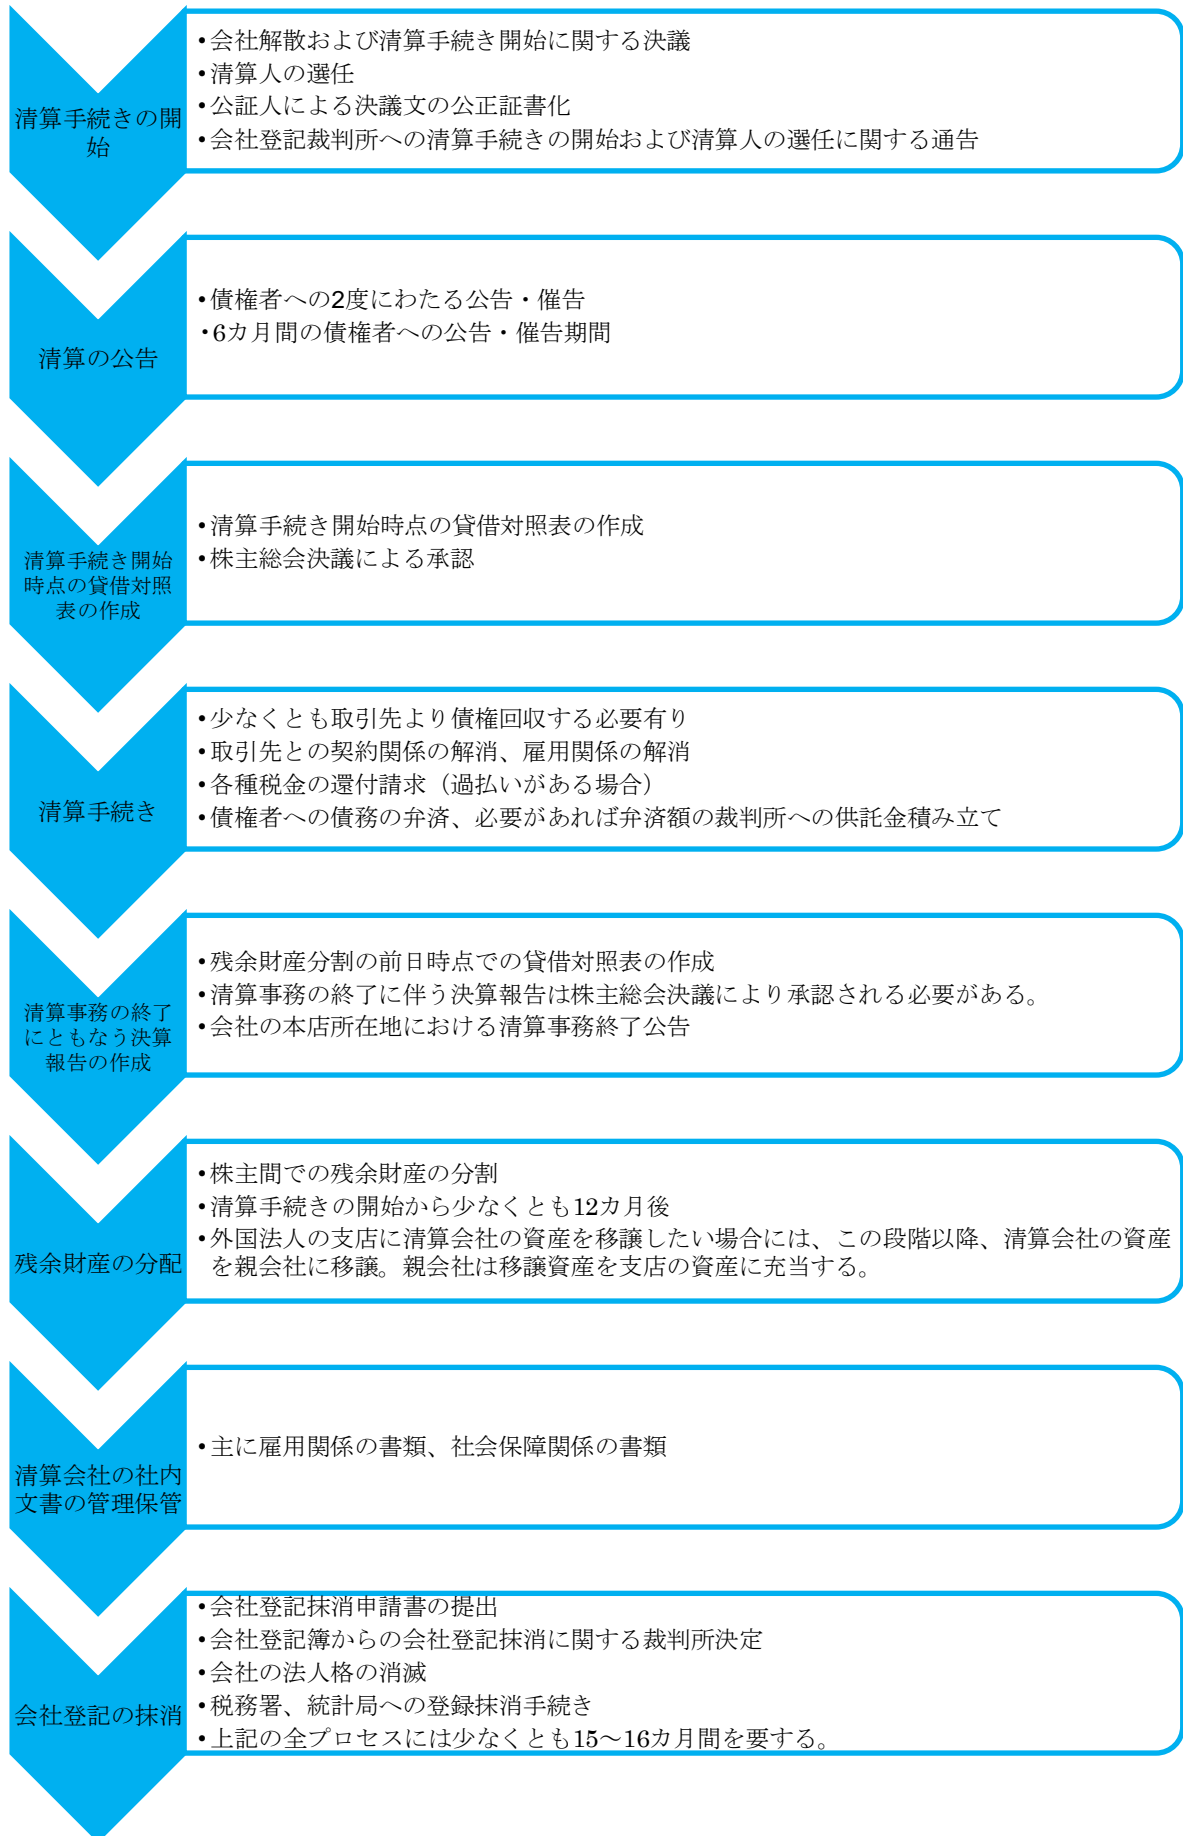 清算手続きの開
始
•会社解散および清算手続き開始に関する決議
•清算人の選任
•公証人による決議文の公正証書化
•会社登記裁判所への清算手続きの開始および清算人の選任に関する通告
清算の公告
•債権者への2度にわたる公告・催告
•6カ月間の債権者への公告・催告期間
清算手続き開始
時点の貸借対照
表の作成
•清算手続き開始時点の貸借対照表の作成
•株主総会決議による承認
清算手続き
•少なくとも取引先より債権回収する必要有り
•取引先との契約関係の解消、雇用関係の解消
•各種税金の還付請求（過払いがある場合）
•債権者への債務の弁済、必要があれば弁済額の裁判所への供託金積み立て
清算事務の終了
にともなう決算
報告の作成
•残余財産分割の前日時点での貸借対照表の作成
•清算事務の終了に伴う決算報告は株主総会決議により承認される必要がある。
•会社の本店所在地における清算事務終了公告
残余財産の分配
•株主間での残余財産の分割
•清算手続きの開始から少なくとも12カ月後
•外国法人の支店に清算会社の資産を移譲したい場合には、この段階以降、清算会社の資産
を親会社に移譲。親会社は移譲資産を支店の資産に充当する。
清算会社の社内
文書の管理保管
•主に雇用関係の書類、社会保障関係の書類
会社登記の抹消
•会社登記抹消申請書の提出
•会社登記簿からの会社登記抹消に関する裁判所決定
•会社の法人格の消滅
•税務署、統計局への登録抹消手続き
•上記の全プロセスには少なくとも15～16カ月間を要する。